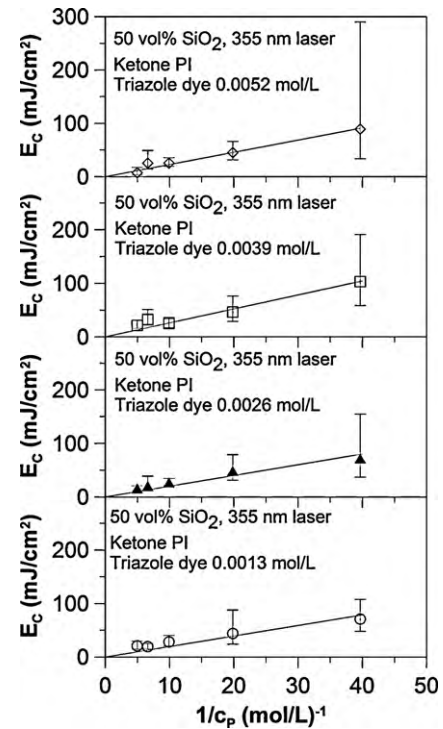 300
50 vol% SiO₂, 355 nm laser
Ketone PI
Triazole dye 0.0052 mol/L
200
100
0
E_C (mJ/cm²)
50 vol% SiO₂, 355 nm laser
Ketone PI
Triazole dye 0.0039 mol/L
200
100
0
E_C (mJ/cm²)
50 vol% SiO₂, 355 nm laser
Ketone PI
Triazole dye 0.0026 mol/L
200
100
0
E_C (mJ/cm²)
50 vol% SiO₂, 355 nm laser
Ketone PI
Triazole dye 0.0013 mol/L
200
100
0
E_C (mJ/cm²)
0 10 20 30 40 50
1/c_P (mol/L)⁻¹